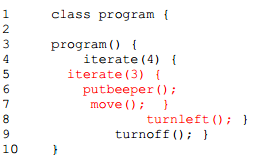 1 class program {
2
3 program() {
4 iterate(4) {
5 iterate(3) {
6 putbeeper();
7 move(); }
8 turnleft(); }
9 turnoff(); }
10 }